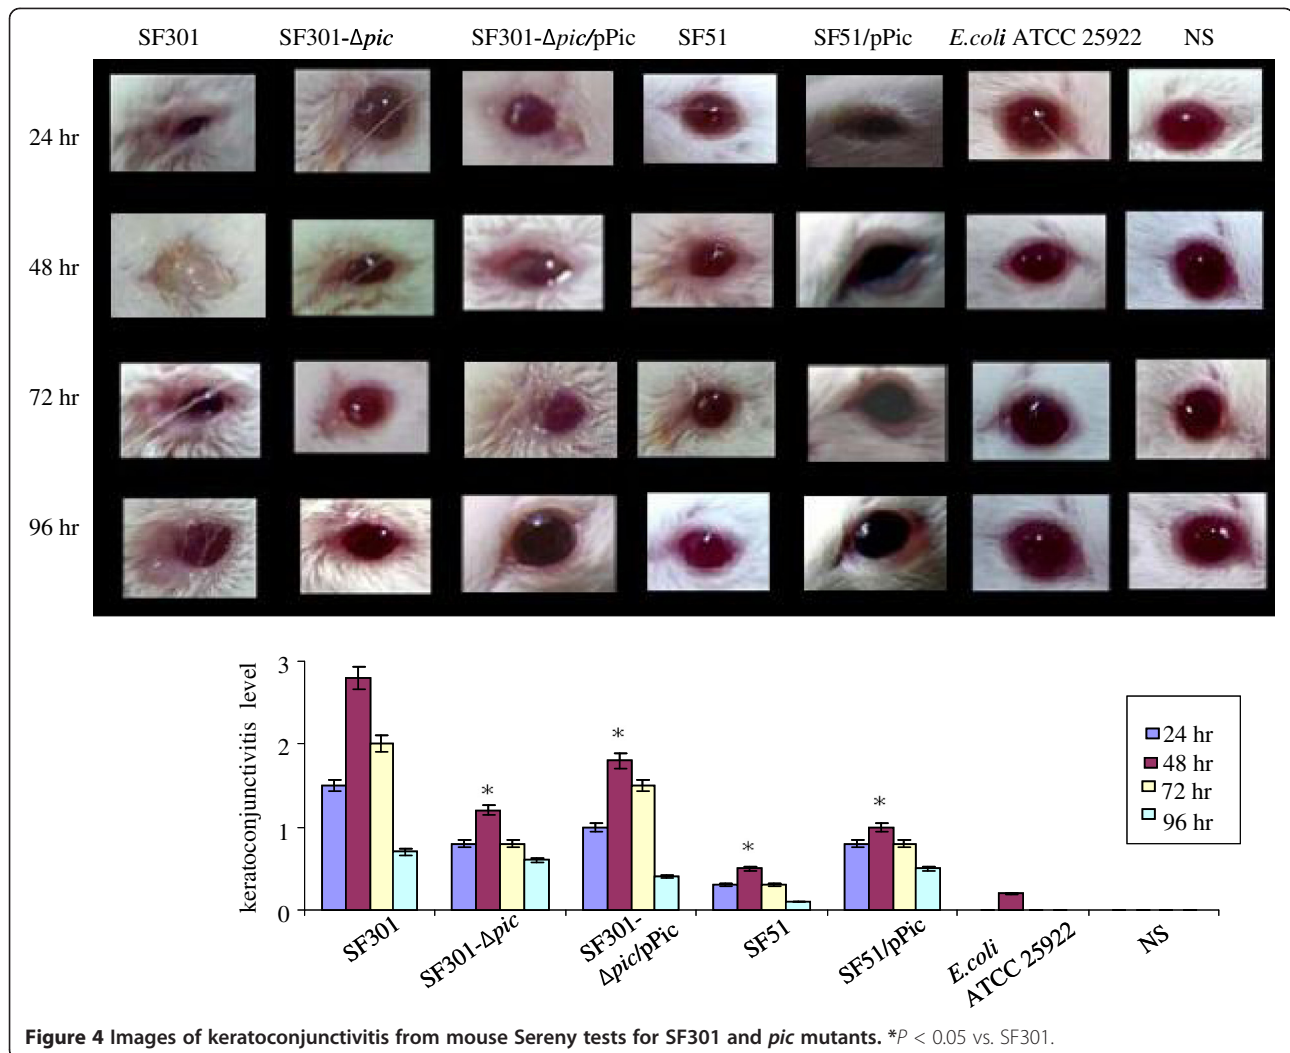 SF301 SF301-Δpic SF301-Δpic/pPic SF51 SF51/pPic E.coli ATCC 25922 NS
24 hr
48 hr
72 hr
96 hr
keratoconjunctivitis level
3
2
1
0
* * * *
24 hr
48 hr
72 hr
96 hr
SF301
SF301-Δpic
SF301-
Δpic/pPic
SF51
SF51/pPic
E.coli
ATCC 25922
NS
Figure 4 Images of keratoconjunctivitis from mouse Sereny tests for SF301 and pic mutants. *P < 0.05 vs. SF301.